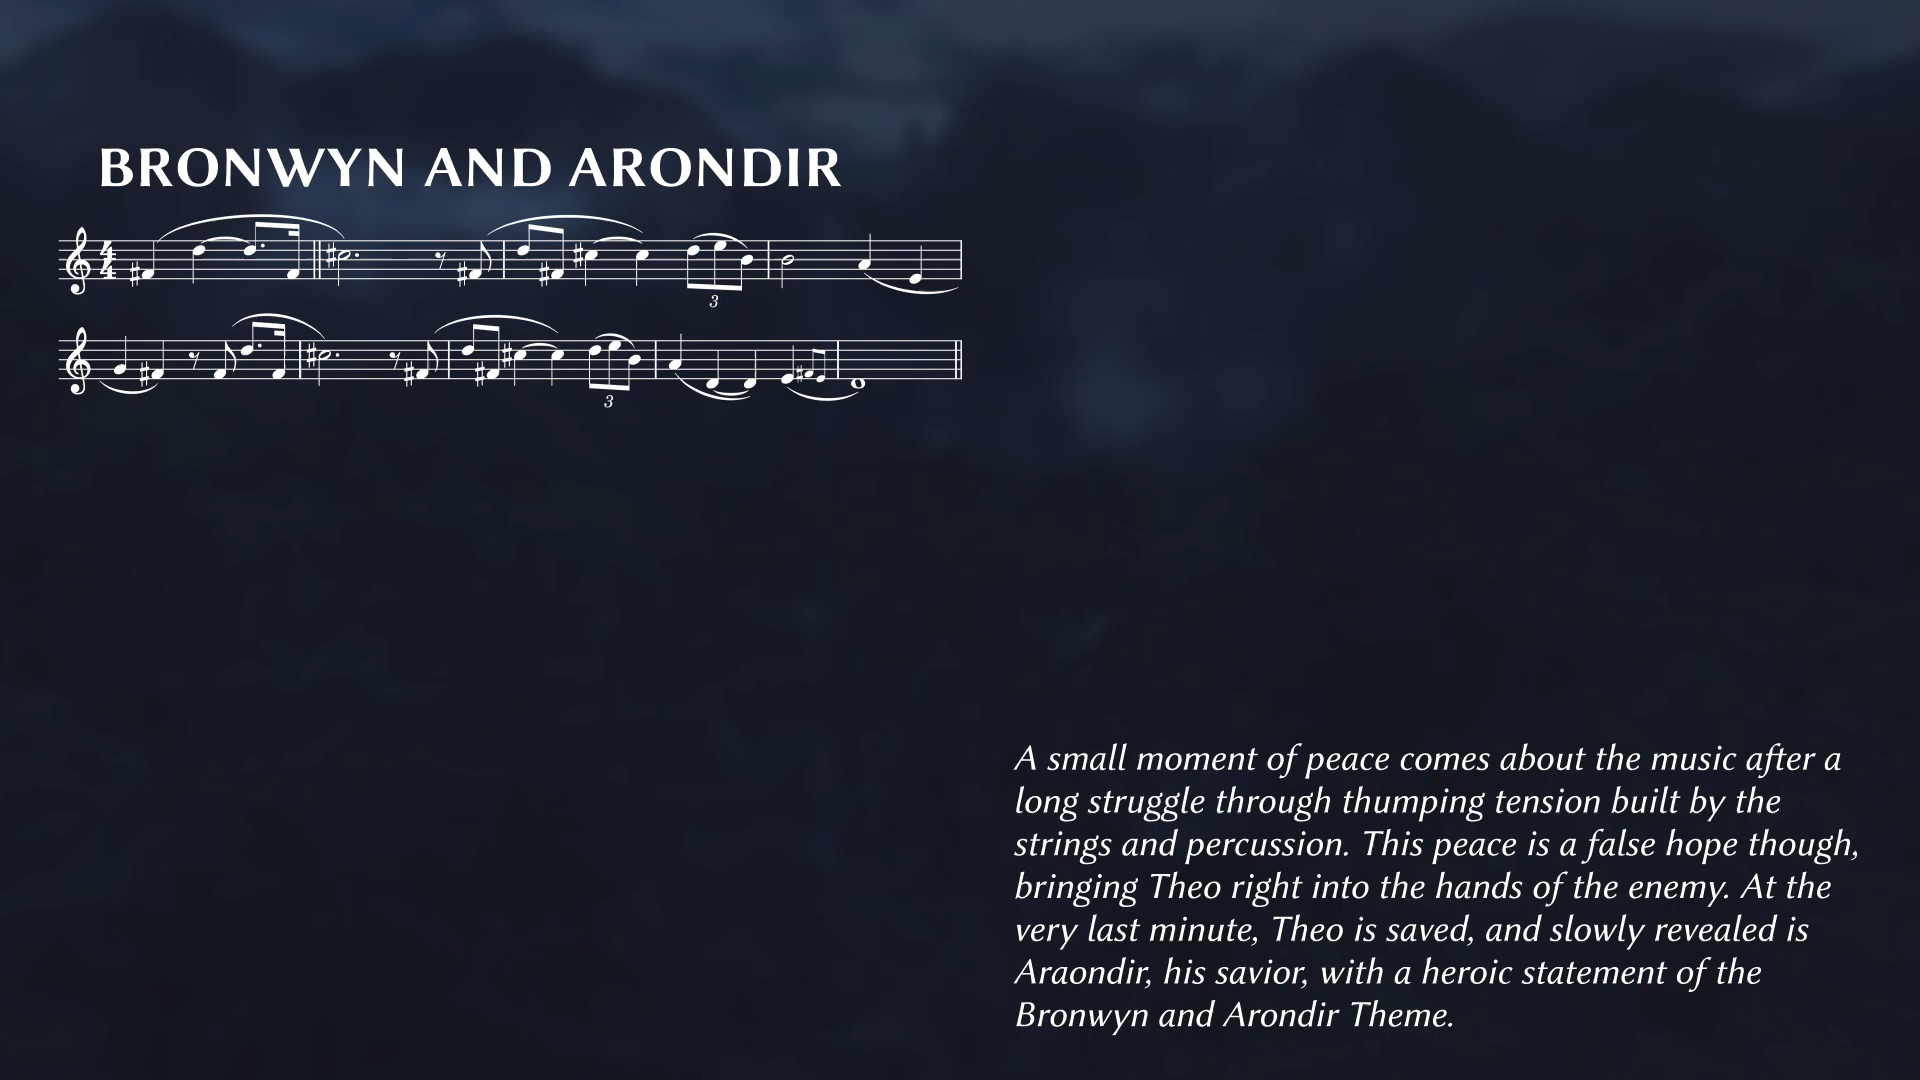 BRONWYN AND ARONDIR
4
4
3
3
A small moment of peace comes about the music after a
long struggle through thumping tension built by the
strings and percussion. This peace is a false hope though,
bringing Theo right into the hands of the enemy. At the
very last minute, Theo is saved, and slowly revealed is
Araondir, his savior, with a heroic statement of the
Bronwyn and Arondir Theme.